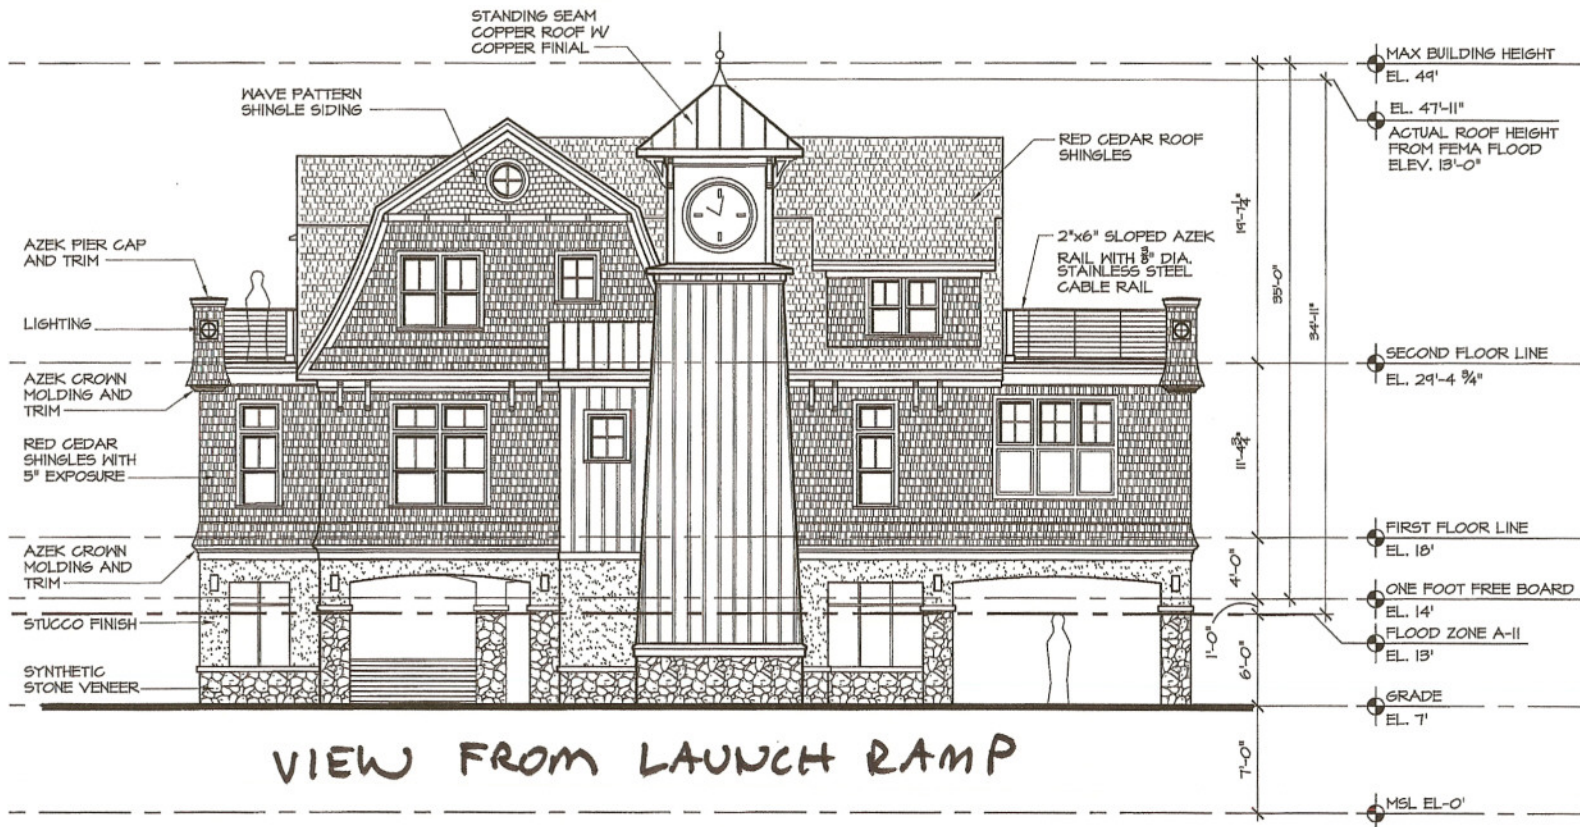 STANDING SEAM
COPPER ROOF W/
COPPER FINIAL
WAVE PATTERN
SHINGLE SIDING
AZEK PIER CAP
AND TRIM
LIGHTING
AZEK CROWN
MOLDING AND
TRIM
RED CEDAR
SHINGLES WITH
5" EXPOSURE
AZEK CROWN
MOLDING AND
TRIM
STUCCO FINISH
SYNTHETIC
STONE VENEER
RED CEDAR ROOF
SHINGLES
2"x6" SLOPED AZEK
RAIL WITH DIA.
STAINLESS STEEL
CABLE RAIL
19'-7¼"
11'-4¾"
4'-0"
1'-0"
6'-0"
7'-0"
35'-0"
34'-11"
MAX BUILDING HEIGHT
EL. 49'
EL. 47'-11"
ACTUAL ROOF HEIGHT
FROM FEMA FLOOD
ELEV. 13'-0"
SECOND FLOOR LINE
EL. 29'-4 ¾"
FIRST FLOOR LINE
EL. 18'
ONE FOOT FREE BOARD
EL. 14'
FLOOD ZONE A-11
EL. 13'
GRADE
EL. 7'
MSL EL-0'
VIEW FROM LAUNCH RAMP